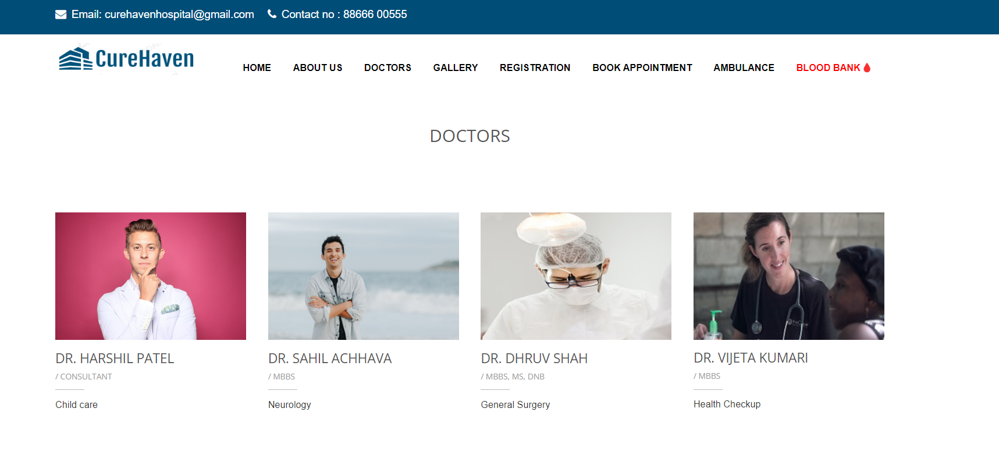 Email: curehavenhospital@gmail.com Contact no : 88666 00555
CureHaven
HOME ABOUT US DOCTORS GALLERY REGISTRATION BOOK APPOINTMENT AMBULANCE BLOOD BANK
DOCTORS
DR. HARSHIL PATEL
/ CONSULTANT
Child care
DR. SAHIL ACHHAVA
/ MBBS
Neurology
DR. DHRUV SHAH
/ MBBS, MS, DNB
General Surgery
DR. VIJETA KUMARI
/ MBBS
Health Checkup